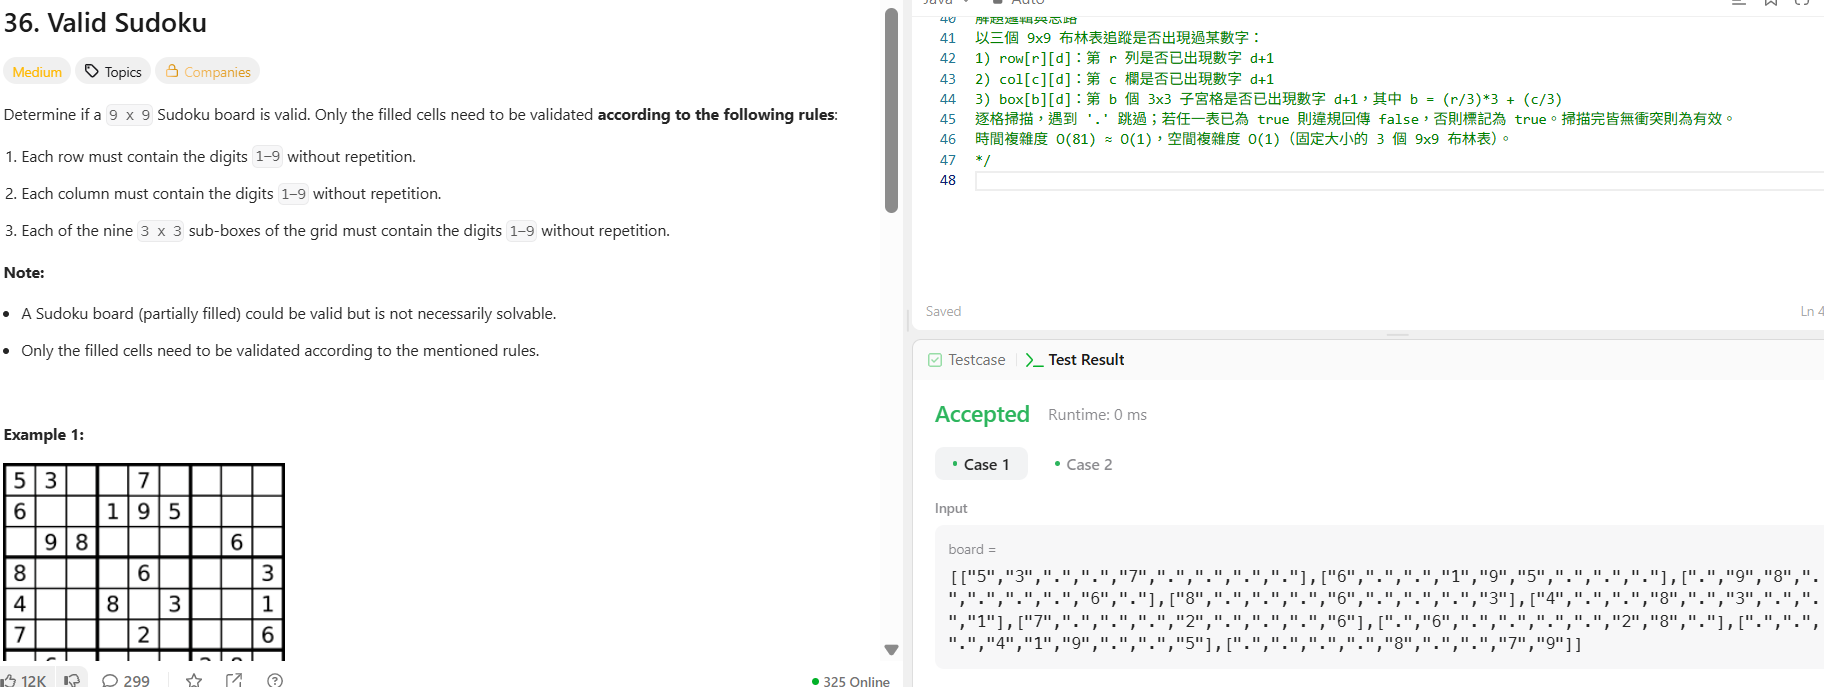 36. Valid Sudoku
Medium
Topics
Companies
Determine if a 9 x 9 Sudoku board is valid. Only the filled cells need to be validated according to the following rules:
1. Each row must contain the digits 1-9 without repetition.
2. Each column must contain the digits 1-9 without repetition.
3. Each of the nine 3 x 3 sub-boxes of the grid must contain the digits 1-9 without repetition.
Note:
• A Sudoku board (partially filled) could be valid but is not necessarily solvable.
• Only the filled cells need to be validated according to the mentioned rules.
Example 1:
5 3 7
6 1 9 5
9 8 6
8 6 3
4 8 3 1
7 2 6
6 2 8
12K
299
325 Online
Java
Auto
40 解題邏輯與思路
41 以三個 9x9 布林表追蹤是否出現過某數字：
42 1) row[r][d]：第 r 列是否已出現數字 d+1
43 2) col[c][d]：第 c 欄是否已出現數字 d+1
44 3) box[b][d]：第 b 個 3x3 子宮格是否已出現數字 d+1，其中 b = (r/3)*3 + (c/3)
45 逐格掃描，遇到 '.' 跳過；若任一表已為 true 則違規回傳 false，否則標記為 true。掃描完皆無衝突則為有效。
46 時間複雜度 O(81) ≈ O(1)，空間複雜度 O(1)（固定大小的 3 個 9x9 布林表）。
47 */
48
Saved
Ln 4
Testcase
Test Result
Accepted
Runtime: 0 ms
Case 1
Case 2
Input
board =
[["5","3",".",".","7",".",".",".","."],["6",".",".","1","9","5",".",".","."],[".","9","8",".
",".",".",".","6","."],["8",".",".",".","6",".",".",".","3"],["4",".",".","8",".","3",".",".
","1"],["7",".",".",".","2",".",".",".","6"],[".","6",".",".",".",".","2","8","."],[".",".",
".","4","1","9",".",".","5"],[".",".",".",".","8",".",".","7","9"]]